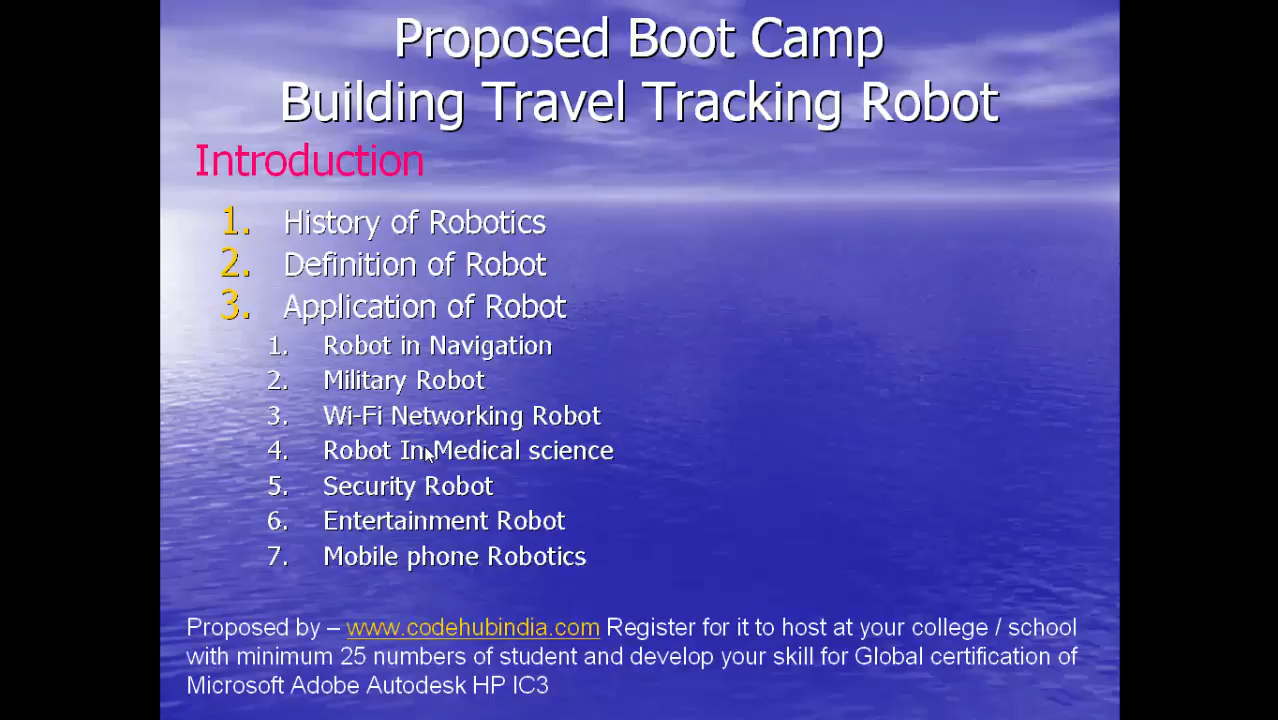 Proposed Boot Camp
Building Travel Tracking Robot
Introduction
1. History of Robotics
2. Definition of Robot
3. Application of Robot
1. Robot in Navigation
2. Military Robot
3. Wi-Fi Networking Robot
4. Robot In Medical science
5. Security Robot
6. Entertainment Robot
7. Mobile phone Robotics
Proposed by – www.codehubindia.com Register for it to host at your college / school
with minimum 25 numbers of student and develop your skill for Global certification of
Microsoft Adobe Autodesk HP IC3